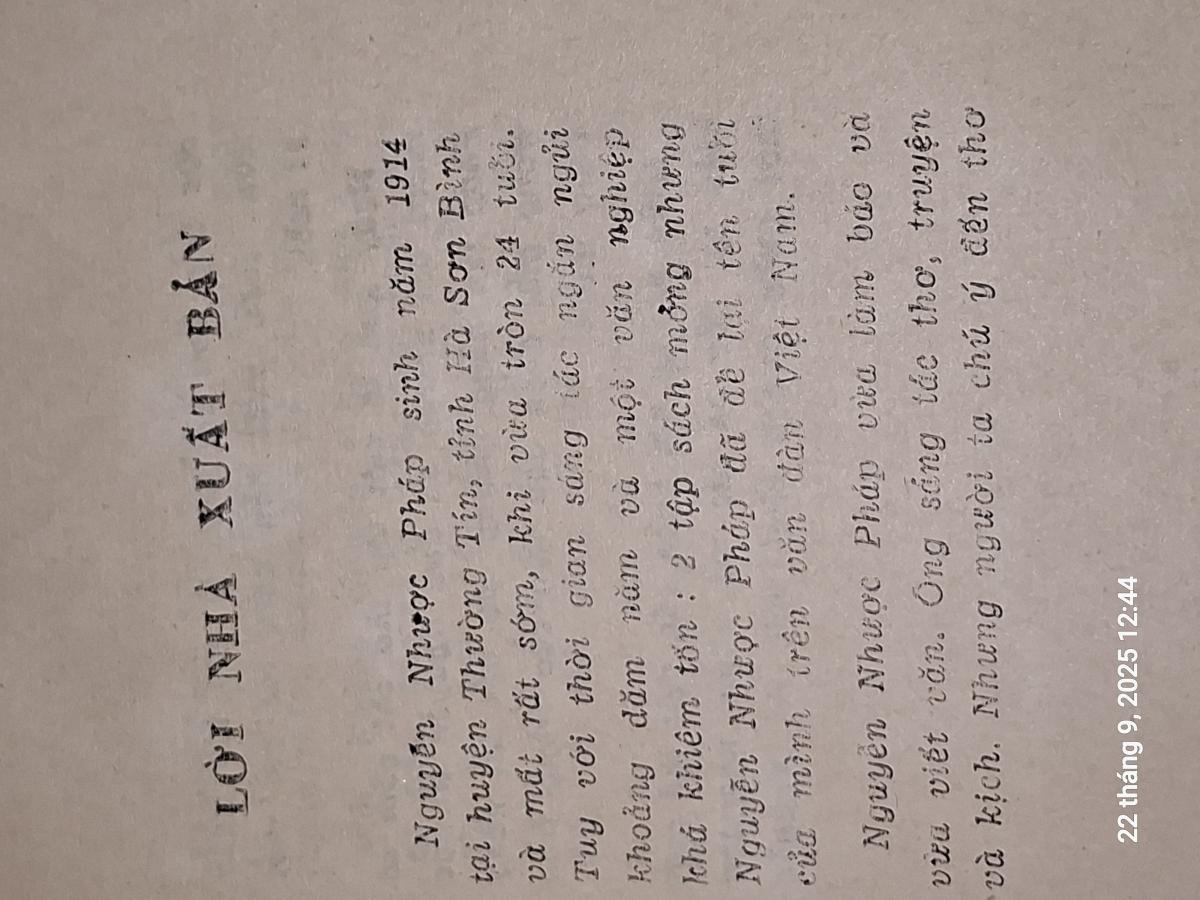 LỜI NHÀ XUẤT BẢN
Nguyễn Nhược Pháp sinh năm 1914
tại huyện Thường Tín, tỉnh Hà Sơn Bình
và mất rất sớm, khi vừa tròn 24 tuổi.
Tuy với thời gian sáng tác ngắn ngủi
khoảng dăm năm và một văn nghiệp
khá khiêm tốn : 2 tập sách mỏng nhưng
Nguyễn Nhược Pháp đã để lại tên tuổi
của mình trên văn đàn Việt Nam.
Nguyễn Nhược Pháp vừa làm báo và
vừa viết văn. Ông sáng tác thơ, truyện
và kịch. Nhưng người ta chú ý đến thơ
22 tháng 9, 2025 12:44